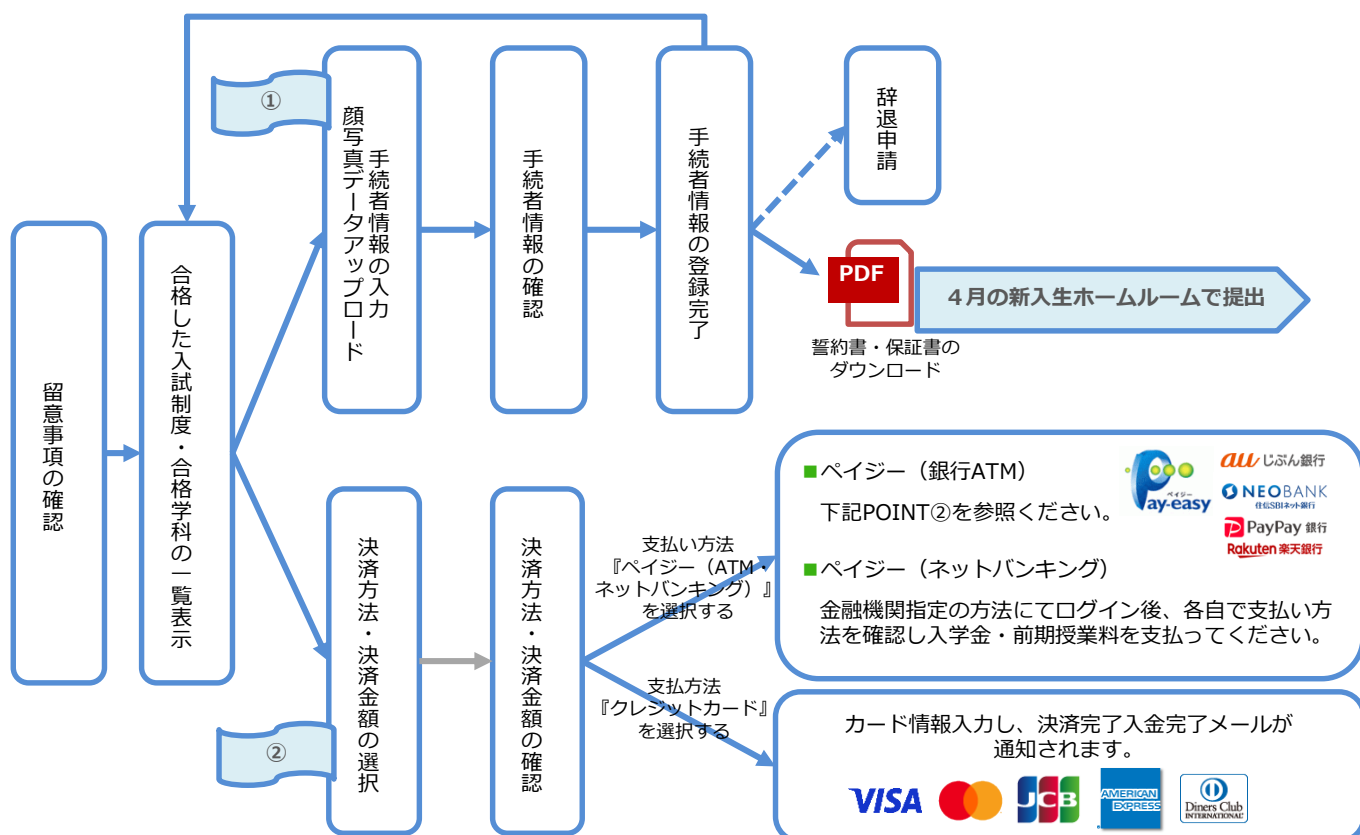 留意事項の確認
合格した入試制度・合格学科の一覧表示
①
手続者情報の入力
顔写真データアップロード
手続者情報の確認
手続者情報の登録完了
辞退申請
PDF
誓約書・保証書の
ダウンロード
4月の新入生ホームルームで提出
②
決済方法・決済金額の選択
決済方法・決済金額の確認
支払い方法
『ペイジー（ATM・
ネットバンキング）』
を選択する
■ペイジー（銀行ATM）
下記POINT②を参照ください。
■ペイジー（ネットバンキング）
金融機関指定の方法にてログイン後、各自で支払い方
法を確認し入学金・前期授業料を支払ってください。
Pay-easy
ペイジー
au じぶん銀行
NEOBANK
住信SBIネット銀行
PayPay 銀行
Rakuten 楽天銀行
支払方法
『クレジットカード』
を選択する
カード情報入力し、決済完了入金完了メールが
通知されます。
VISA
JCB
AMERICAN
EXPRESS
Diners Club
INTERNATIONAL